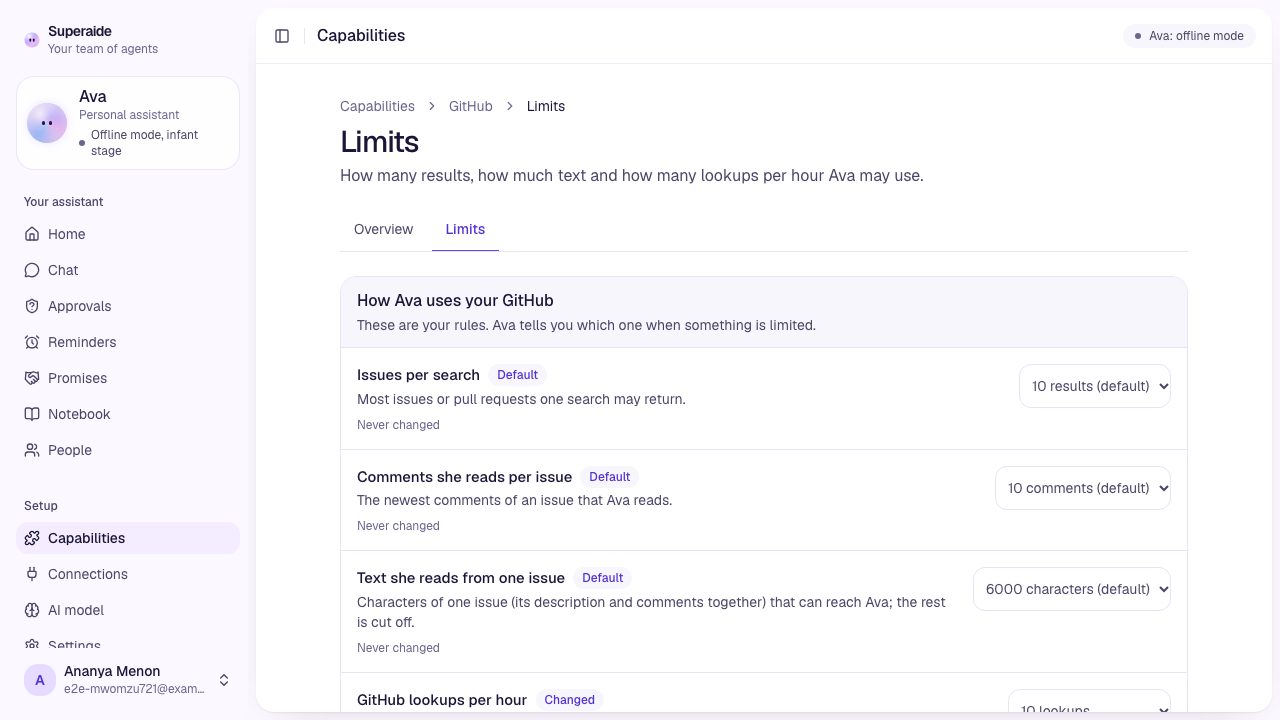 Superaide
Your team of agents
Ava
Personal assistant
Offline mode, infant
stage
Your assistant
Home
Chat
Approvals
Reminders
Promises
Notebook
People
Setup
Capabilities
Connections
AI model
Settings
A
Ananya Menon
e2e-mwomzu721@exam...
Capabilities
Ava: offline mode
Capabilities > GitHub > Limits
Limits
How many results, how much text and how many lookups per hour Ava may use.
Overview Limits
How Ava uses your GitHub
These are your rules. Ava tells you which one when something is limited.
Issues per search Default
10 results (default)
Most issues or pull requests one search may return.
Never changed
Comments she reads per issue Default
10 comments (default)
The newest comments of an issue that Ava reads.
Never changed
Text she reads from one issue Default
6000 characters (default)
Characters of one issue (its description and comments together) that can reach Ava; the rest
is cut off.
Never changed
GitHub lookups per hour Changed
10 lookups